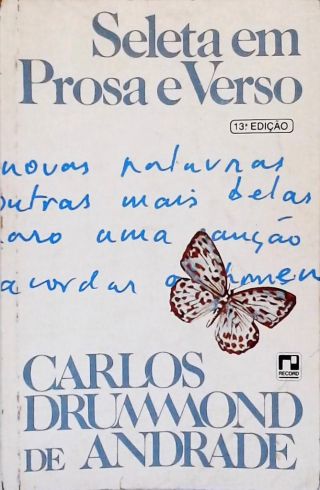 Seleta em
Prosa e Verso
13ª EDIÇÃO
novas palavras
outras mais belas
aro uma canção
acordar o
RECORD
CARLOS
DRUMMOND
DE ANDRADE